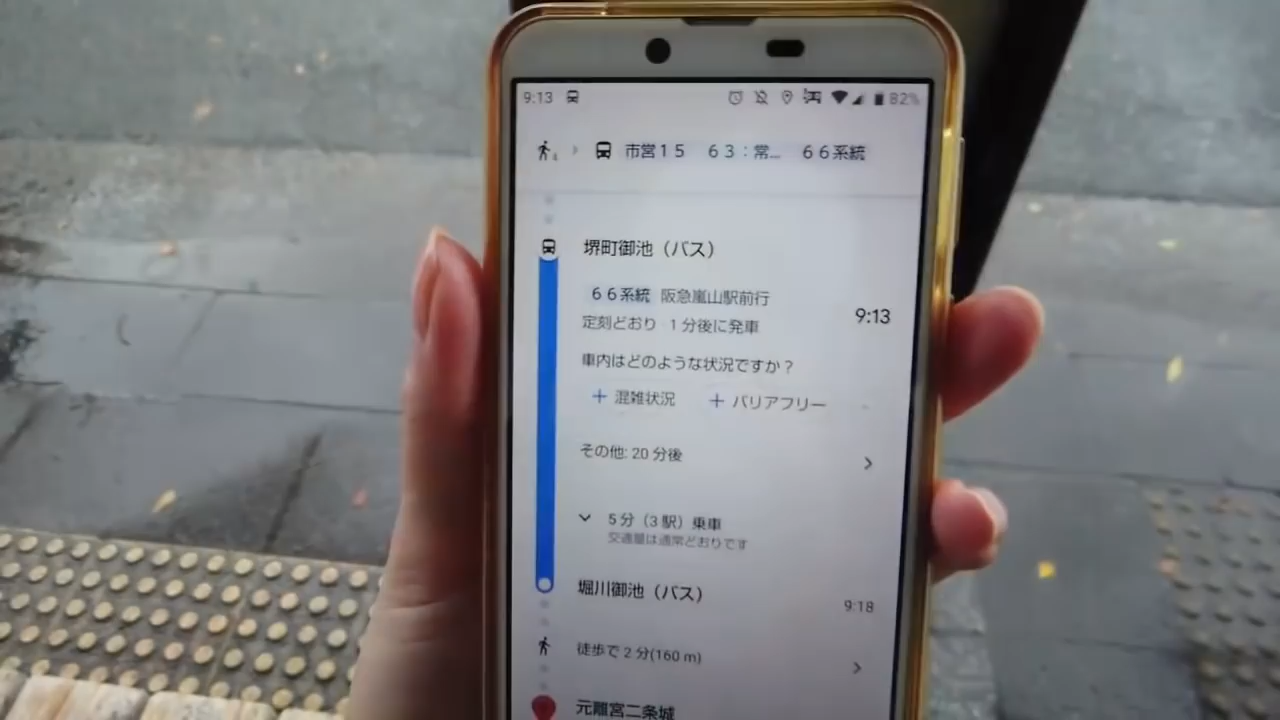 9:13 82%
4 市営15 63:常... 66系統
堺町御池（バス）
66系統 阪急嵐山駅前行
9:13
定刻どおり 1分後に発車
車内はどのような状況ですか？
+ 混雑状況 + バリアフリー
その他: 20 分後
5分（3 駅）乗車
交通量は通常どおりです
堀川御池（バス）
9:18
徒歩で 2 分(160 m)
元離宮二条城